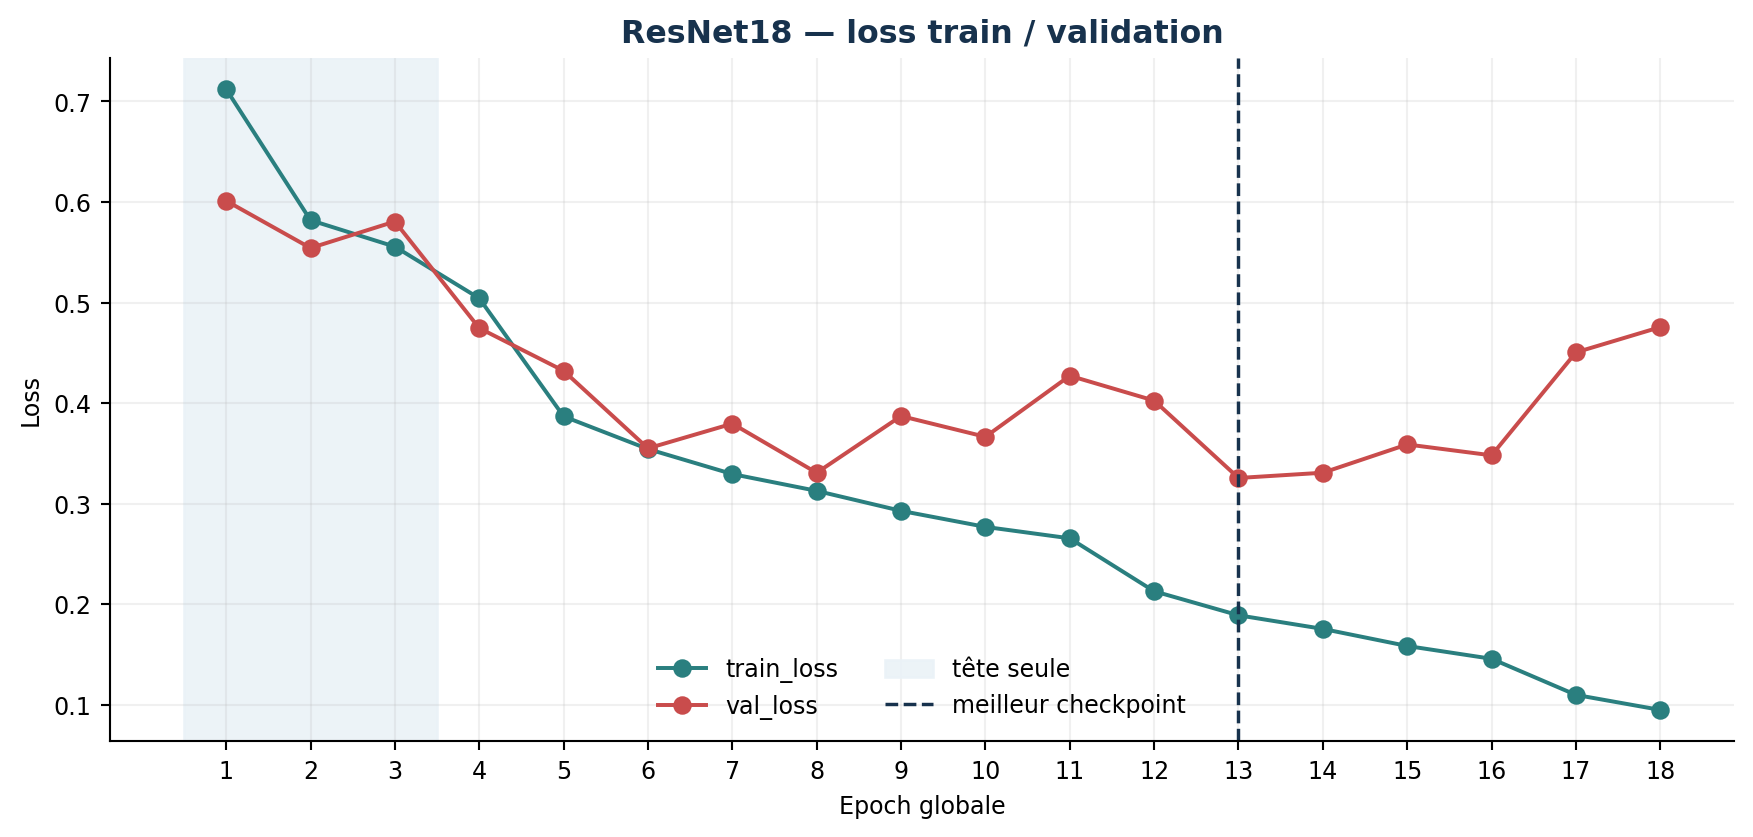 ResNet18 — loss train / validation
0.7
0.6
0.5
0.4
0.3
0.2
0.1
Loss
train_loss
val_loss
tête seule
meilleur checkpoint
1 2 3 4 5 6 7 8 9 10 11 12 13 14 15 16 17 18
Epoch globale